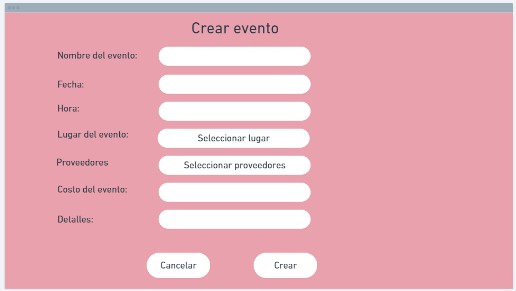 Crear evento
Nombre del evento:
Fecha:
Hora:
Lugar del evento: Seleccionar lugar
Proveedores Seleccionar proveedores
Costo del evento:
Detalles:
Cancelar Crear